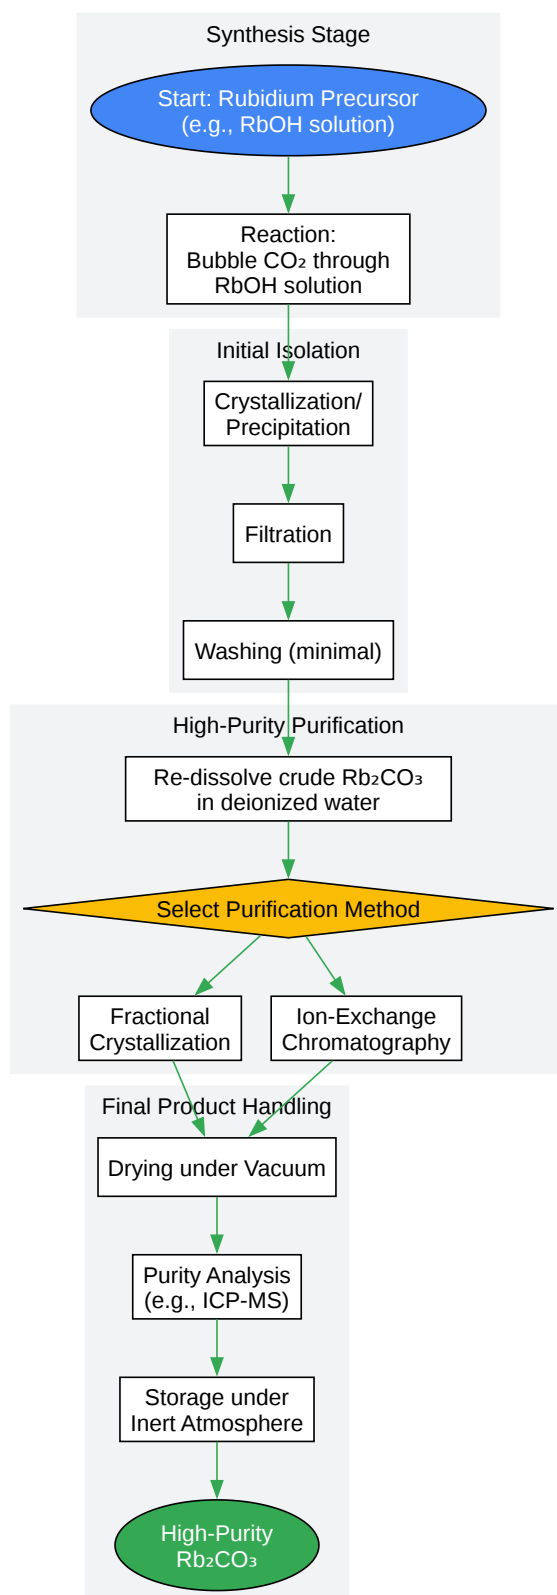 Synthesis Stage
Start: Rubidium Precursor
(e.g., RbOH solution)
Reaction:
Bubble CO₂ through
RbOH solution
Initial Isolation
Crystallization/
Precipitation
Filtration
Washing (minimal)
High-Purity Purification
Re-dissolve crude Rb₂CO₃
in deionized water
Select Purification Method
Fractional
Crystallization
Ion-Exchange
Chromatography
Final Product Handling
Drying under Vacuum
Purity Analysis
(e.g., ICP-MS)
Storage under
Inert Atmosphere
High-Purity
Rb₂CO₃